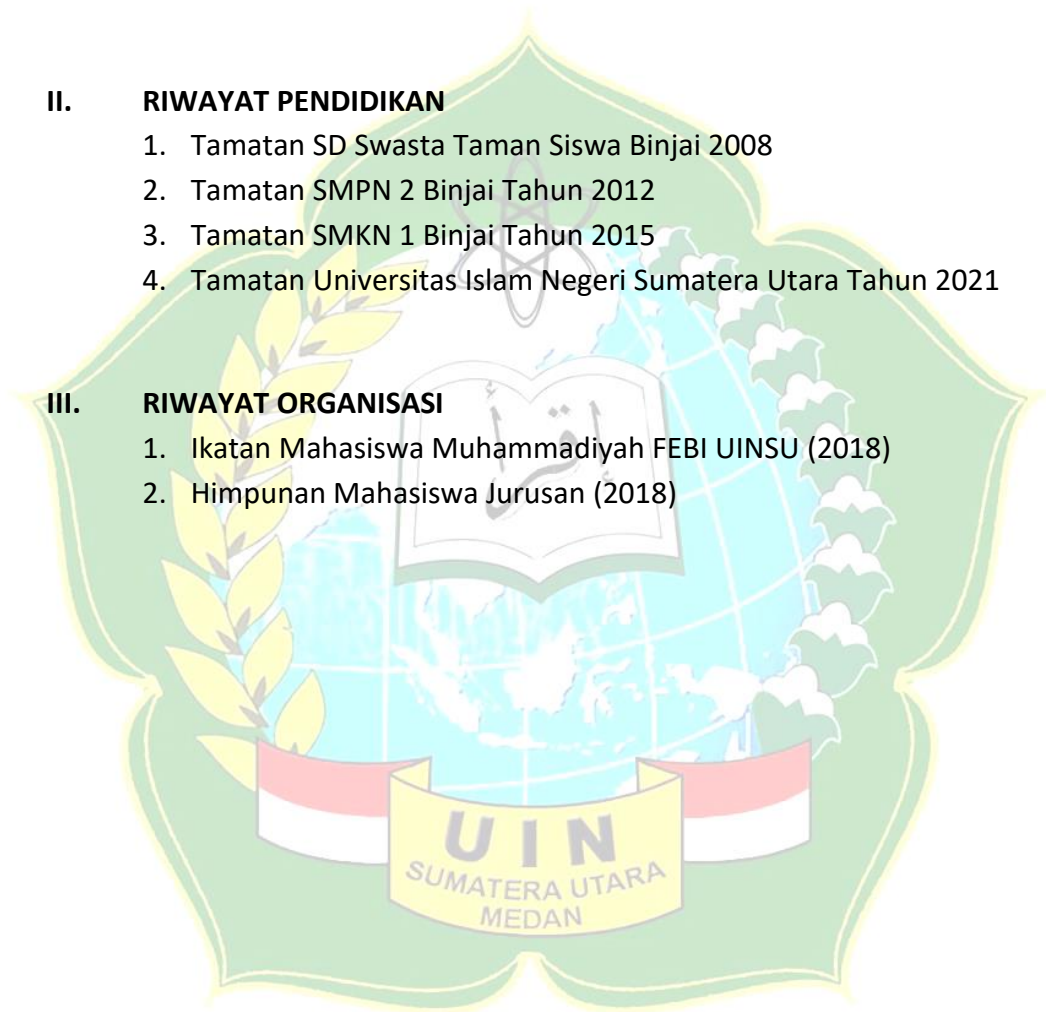 II. RIWAYAT PENDIDIKAN
1. Tamatan SD Swasta Taman Siswa Binjai 2008
2. Tamatan SMPN 2 Binjai Tahun 2012
3. Tamatan SMKN 1 Binjai Tahun 2015
4. Tamatan Universitas Islam Negeri Sumatera Utara Tahun 2021
III. RIWAYAT ORGANISASI
1. Ikatan Mahasiswa Muhammadiyah FEBI UINSU (2018)
2. Himpunan Mahasiswa Jurusan (2018)
إقرأ
UIN
SUMATERA UTARA
MEDAN